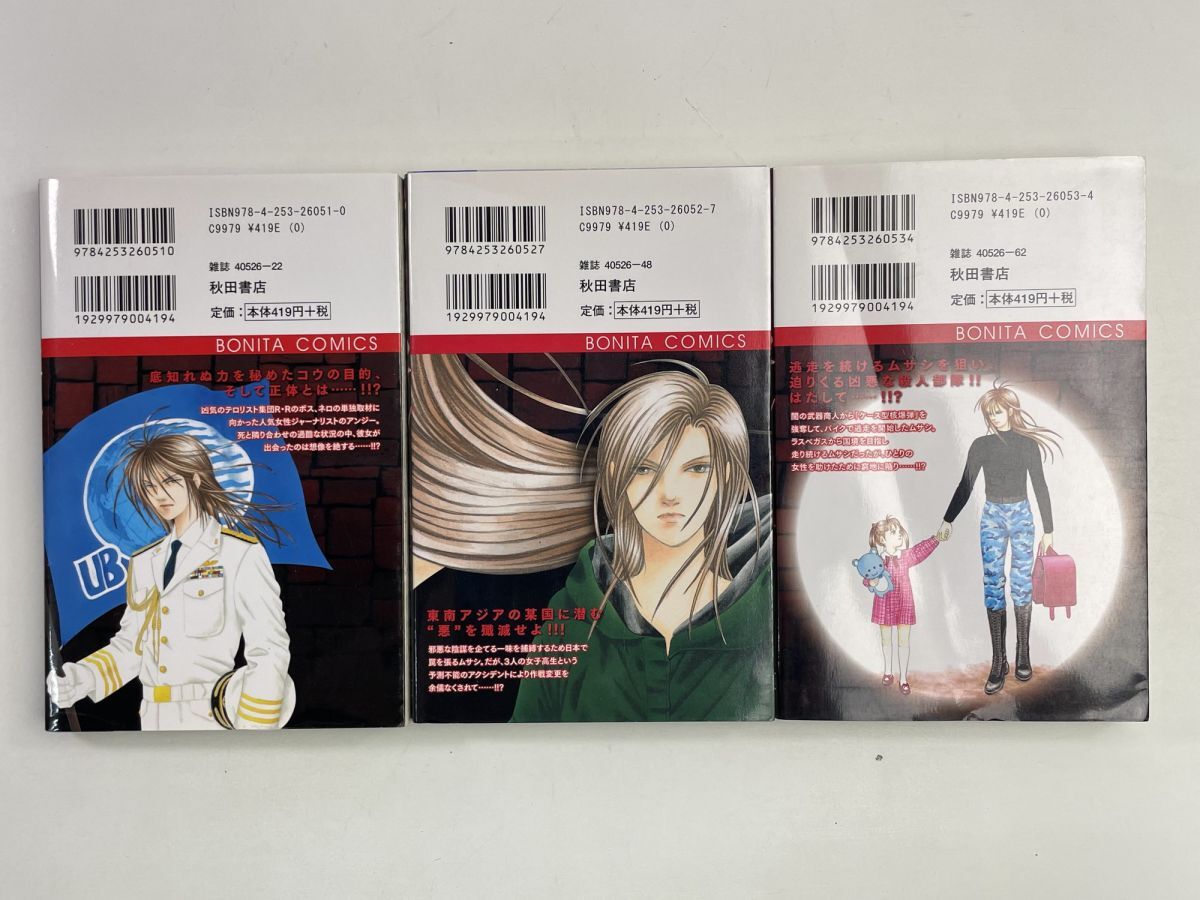 ISBN978-4-253-26051-0
C9979 ¥419E (0)
9784253260510
雑誌 40526-22
秋田書店
1929979004194
定価：本体419円+税
BONITA COMICS
底知れぬ力を秘めたコウの目的、
そして正体とは……!!?
凶気のテロリスト集団R・Rのボス、ネロの単独取材に
向かった人気女性ジャーナリストのアンジー。
死と隣り合わせの過酷な状況の中、彼女が
出会ったのは想像を絶する……!!?
UB
ISBN978-4-253-26052-7
C9979 ¥419E (0)
9784253260527
雑誌 40526-48
秋田書店
1929979004194
定価：本体419円+税
BONITA COMICS
東南アジアの某国に潜む
“悪”を殲滅せよ!!!
邪悪な陰謀を企てる一味を捕縛するため日本で
罠を張るムサシ。だが、3人の女子高生という
予測不能のアクシデントにより作戦変更を
余儀なくされて……!!?
ISBN978-4-253-26053-4
C9979 ¥419E (0)
9784253260534
雑誌 40526-62
秋田書店
1929979004194
定価：本体419円+税
BONITA COMICS
逃走を続けるムサシを狙い、
迫りくる凶悪な殺人部隊!!
はたして……!!?
闇の武器商人から「ケース型核爆弾」を
強奪して、バイクで逃走を開始したムサシ。
ラスベガスから国境を目指し
走り続けるムサシだったが、ひとりの
女性を助けたために窮地に陥り……!!?